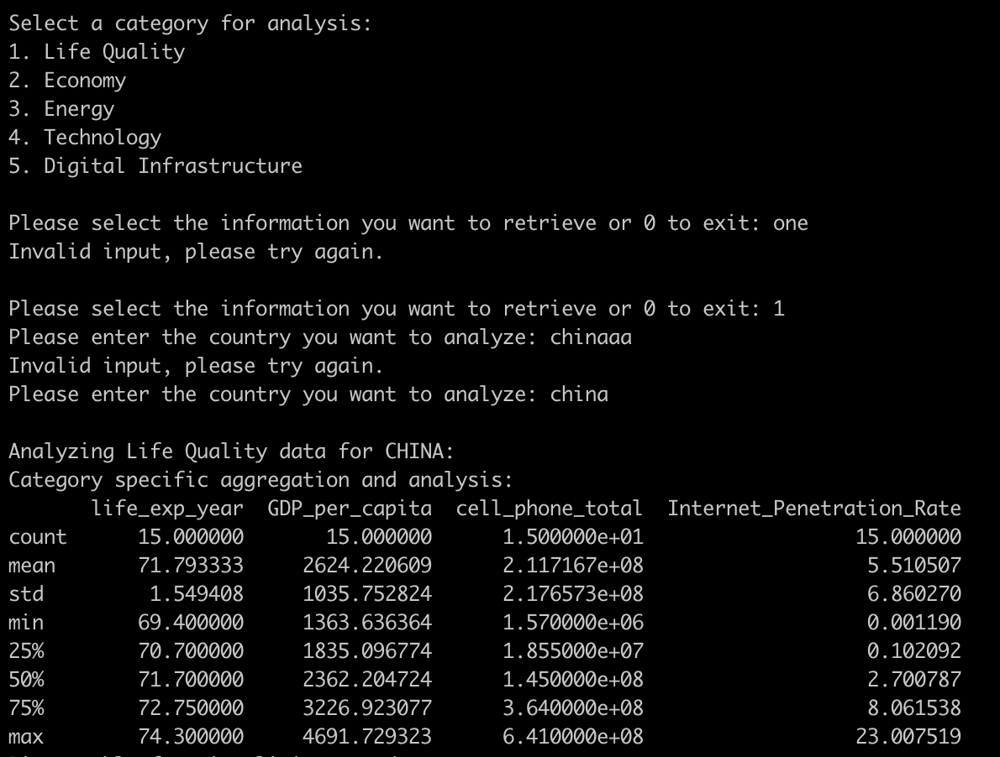 Select a category for analysis:
1. Life Quality
2. Economy
3. Energy
4. Technology
5. Digital Infrastructure
Please select the information you want to retrieve or 0 to exit: one
Invalid input, please try again.
Please select the information you want to retrieve or 0 to exit: 1
Please enter the country you want to analyze: chinaaa
Invalid input, please try again.
Please enter the country you want to analyze: china
Analyzing Life Quality data for CHINA:
Category specific aggregation and analysis:
life_exp_year GDP_per_capita cell_phone_total Internet_Penetration_Rate
count 15.000000 15.000000 1.500000e+01 15.000000
mean 71.793333 2624.220609 2.117167e+08 5.510507
std 1.549408 1035.752824 2.176573e+08 6.860270
min 69.400000 1363.636364 1.570000e+06 0.001190
25% 70.700000 1835.096774 1.855000e+07 0.102092
50% 71.700000 2362.204724 1.450000e+08 2.700787
75% 72.750000 3226.923077 3.640000e+08 8.061538
max 74.300000 4691.729323 6.410000e+08 23.007519